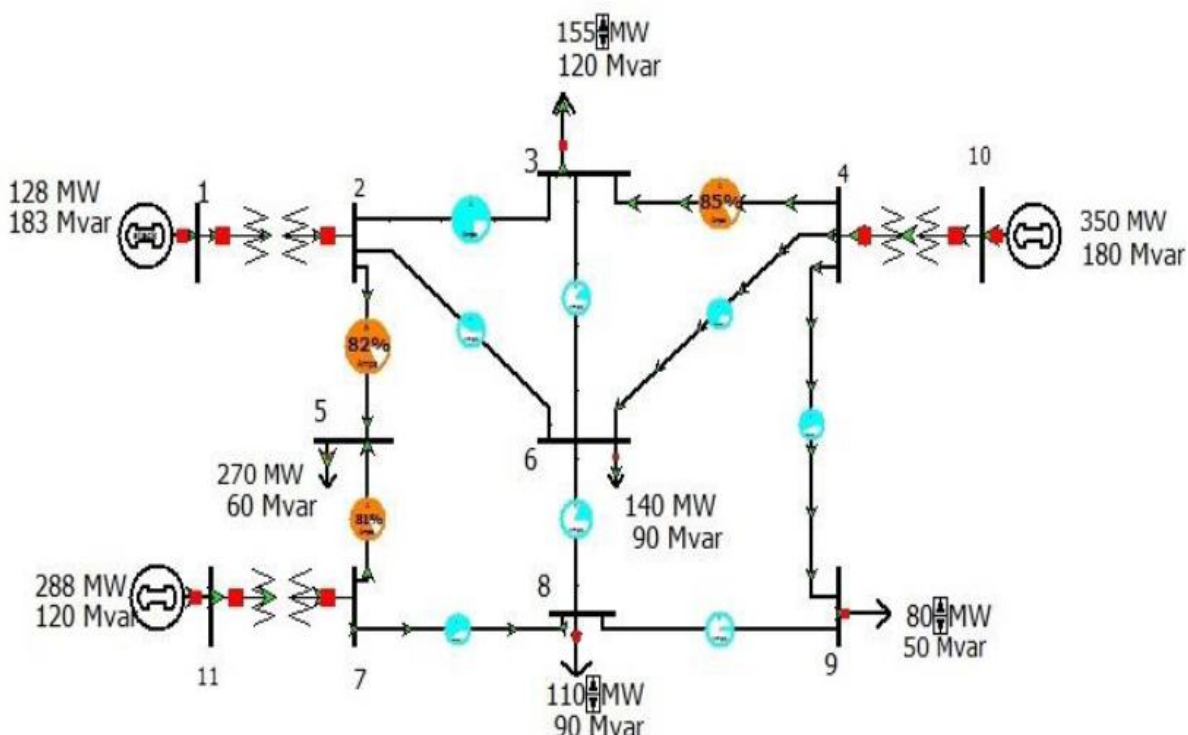 155 MW
120 Mvar
3
4
10
128 MW
183 Mvar
1
2
85%
350 MW
180 Mvar
82%
Amps
5
6
270 MW
60 Mvar
140 MW
90 Mvar
81%
288 MW
120 Mvar
8
80 MW
50 Mvar
11
7
9
110 MW
90 Mvar